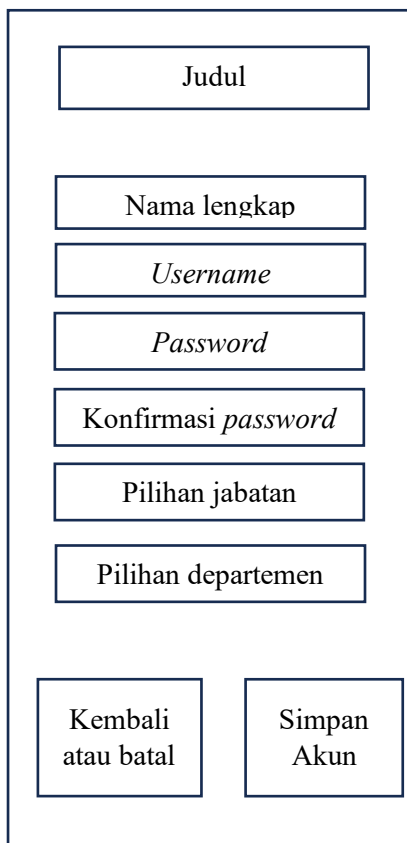 Judul
Nama lengkap
Username
Password
Konfirmasi password
Pilihan jabatan
Pilihan departemen
Kembali
atau batal
Simpan
Akun